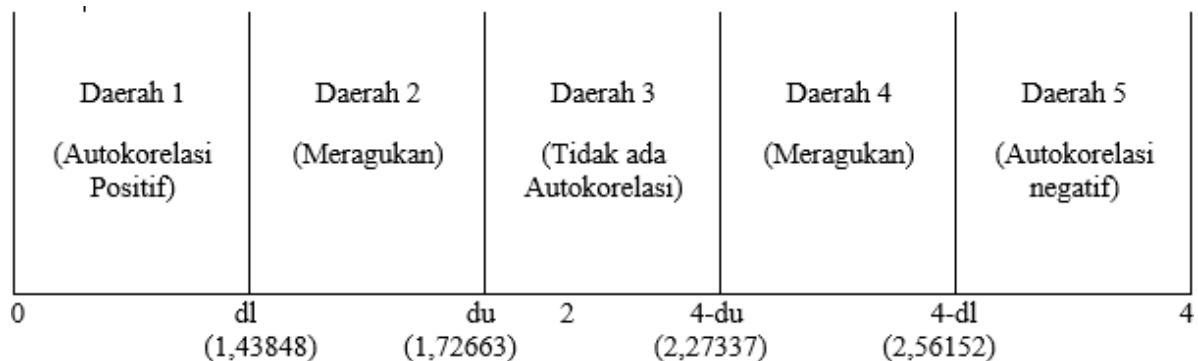 Daerah 1 Daerah 2 Daerah 3 Daerah 4 Daerah 5
(Autokorelasi (Meragukan) (Tidak ada (Meragukan) (Autokorelasi
Positif) Autokorelasi) negatif)
0 dl du 2 4-du 4-dl 4
(1,43848) (1,72663) (2,27337) (2,56152)